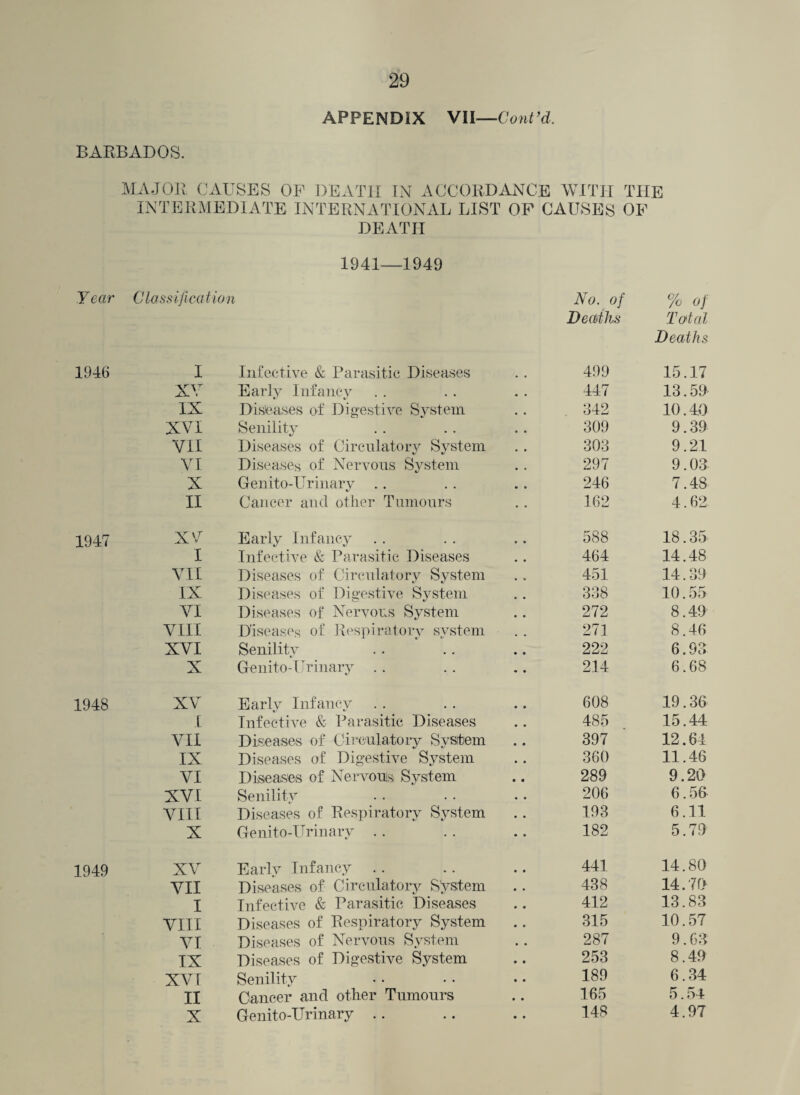 29
APPENDIX VII—Cont’d.
BARBADOS.
MAJOR CAUSES OF DEATH IN ACCORDANCE WITH THE
INTERMEDIATE INTERNATIONAL LIST OF CAUSES OF
DEATH
1941—1949
Year Classification No. of % of
Deaths Total
Deaths
1946 I Infective & Parasitic Diseases .. 499 15.17
XV Early Infancy .. .. .. 447 13.59
IX Diseases of Digestive System .. 342 10.40
XVI Senility .. .. .. 309 9.39
VII Diseases of Circulatory System .. 303 9.21
VI Diseases of Nervous System .. 297 9.03
X Genito-Urinary .. .. .. 246 7.48
II Cancer and other Tumours .. 162 4.62
1947 XV Early Infancy .. .. .. 588 18.35
I Infective & Parasitic Diseases .. 464 14.48
VII Diseases of Circulatory System .. 451 14.39
IX Diseases of Digestive System .. 338 10.55
VI Diseases of Nervous System .. 272 8.49
VIII Diseases of Respiratory system .. 271 8.46
XVI Senility .. .. .. 222 6.93
X Genito-Urinary .. .. .. 214 6.68
1948 XV Early Infancy .. .. .. 608 19.36
I Infective & Parasitic Diseases .. 485 15.44
VII Diseases of Circulatory System .. 397 12.64
IX Diseases of Digestive System .. 360 11.46
VI Diseases of Nervous System .. 289 9.20
XVI Senility .. .. .. 206 6.56
VIII Diseases of Respiratory System .. 193 6.11
X Genito-Urinary .. .. .. 182 5.79
1949 XV Early Infancy .. .. .. 441 14.80
VII Diseases of Circulatory System .. 438 14.70
I Infective & Parasitic Diseases .. 412 13.83
VIII Diseases of Respiratory System .. 315 10.57
VI Diseases of Nervous System .. 287 9.63
IX Diseases of Digestive System .. 253 8.49
XVI Senility .. .. .. 189 6.34
II Cancer and other Tumours .. 165 5.54
X Genito-Urinary .. .. .. 148 4.97